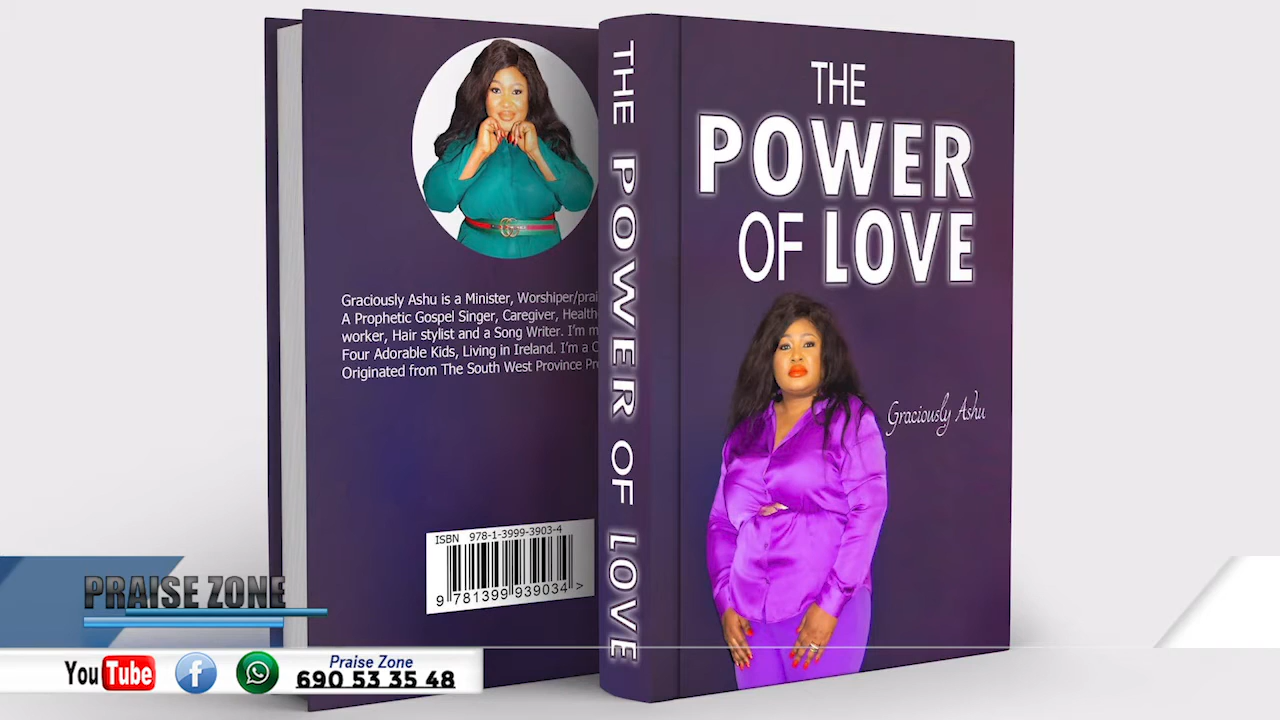 Graciously Ashu is a Minister, Worshiper/prai
A Prophetic Gospel Singer, Caregiver, Health
worker, Hair stylist and a Song Writer. I'm m
Four Adorable Kids, Living in Ireland. I'm a C
Originated from The South West Province Pr
ISBN 978-1-3999-3903-4
9 781399 939034 >
THE POWER OF LOVE
THE
POWER
OF LOVE
Graciously Ashu
PRAISE ZONE
YouTube
f
Praise Zone
690 53 35 48